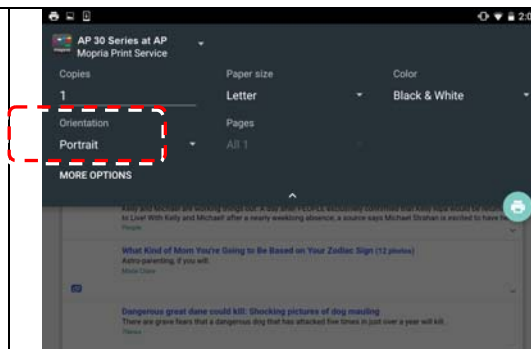 2:0
AP 30 Series at AP
Mopria Print Service
Copies Paper size Color
1 Letter Black & White
Orientation Pages
Portrait All 1
MORE OPTIONS
to Live! With Kelly and Michael! after a nearly weeklong absence, a source says Michael Strahan is excited to have
People
What Kind of Mom You're Going to Be Based on Your Zodiac Sign (12 photos)
Astro-parenting, if you will.
Dangerous great dane could kill: Shocking pictures of dog mauling
There are grave fears that a dangerous dog that has attacked five times in just over a year will kill.